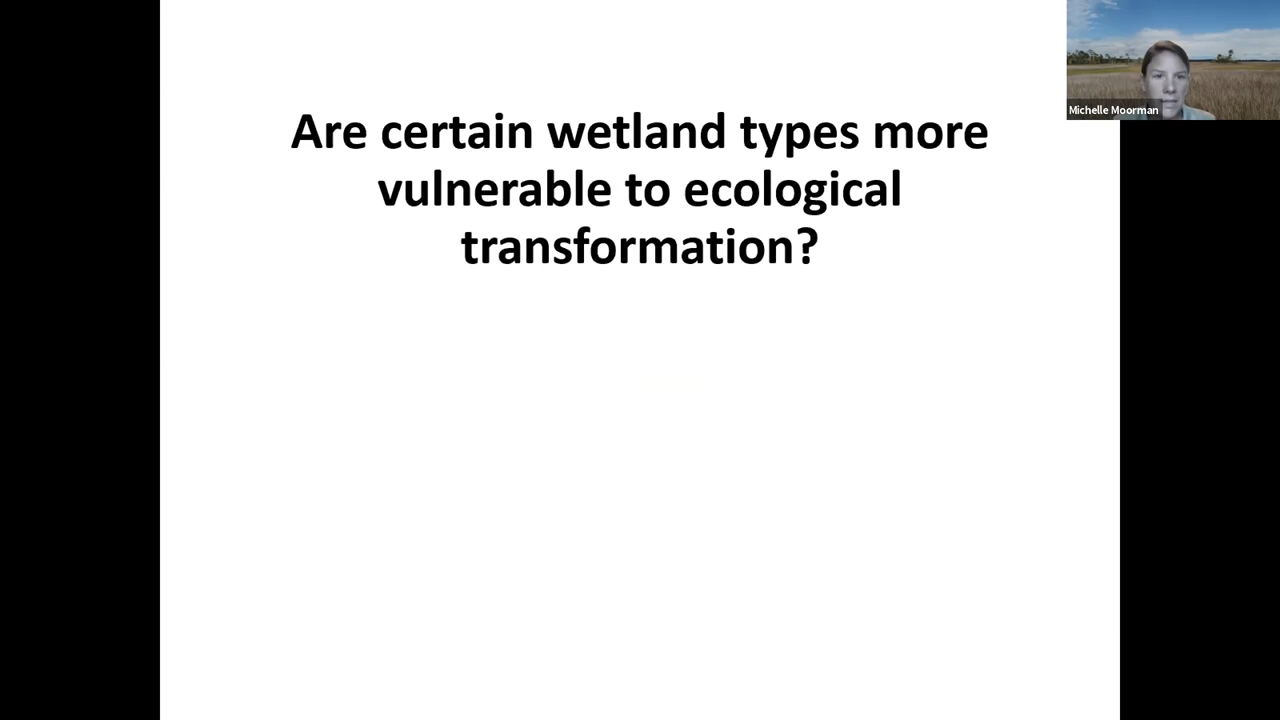 Are certain wetland types more
vulnerable to ecological
transformation?
Michelle Moorman